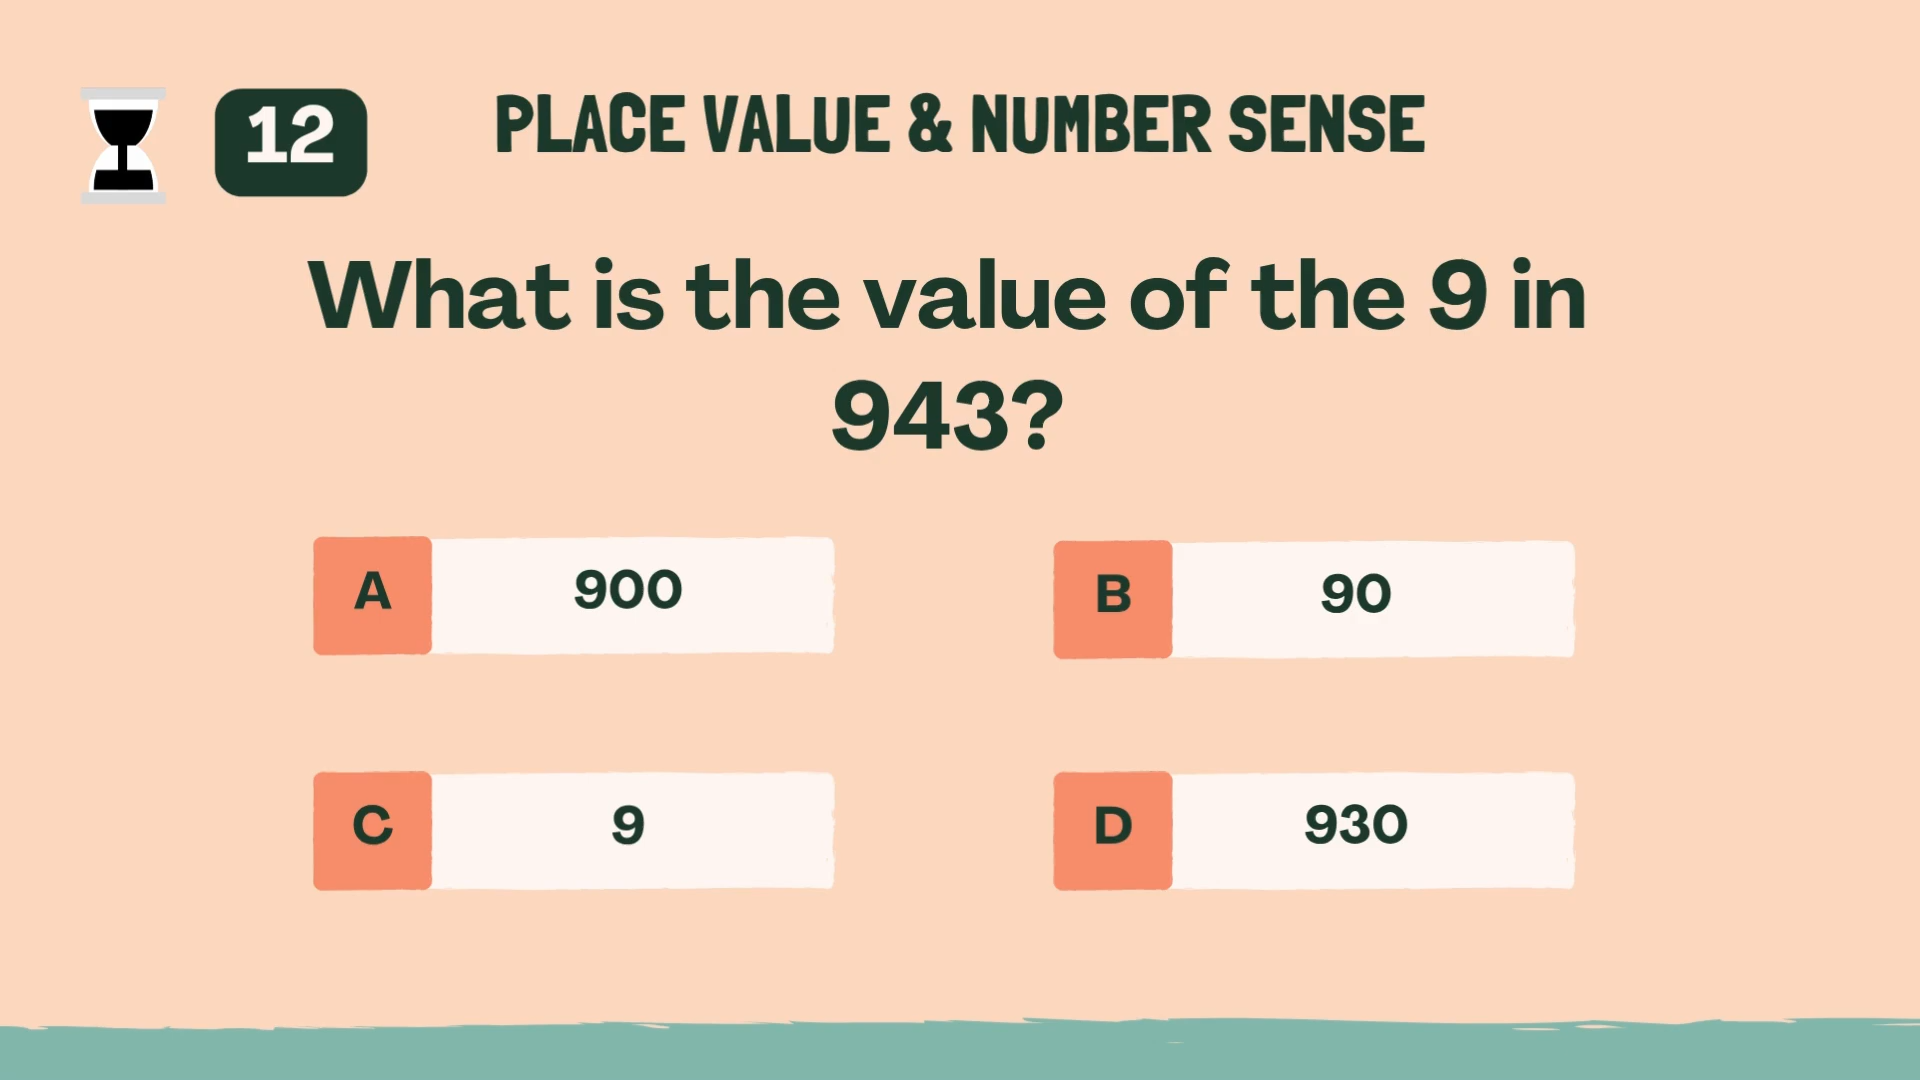 12
PLACE VALUE & NUMBER SENSE
What is the value of the 9 in
943?
A 900
B 90
C 9
D 930